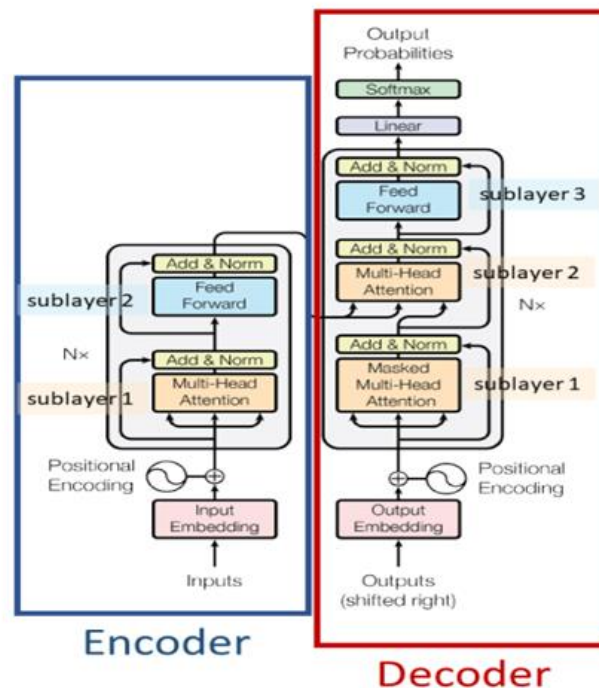 Output
Probabilities
Softmax
Linear
Add & Norm
Feed
Forward
sublayer 3
Add & Norm
Multi-Head
Attention
sublayer 2
Nx
Add & Norm
Masked
Multi-Head
Attention
sublayer 1
Positional
Encoding
Output
Embedding
Outputs
(shifted right)
Decoder
Add & Norm
Feed
Forward
sublayer 2
Nx
Add & Norm
Multi-Head
Attention
sublayer 1
Positional
Encoding
Input
Embedding
Inputs
Encoder